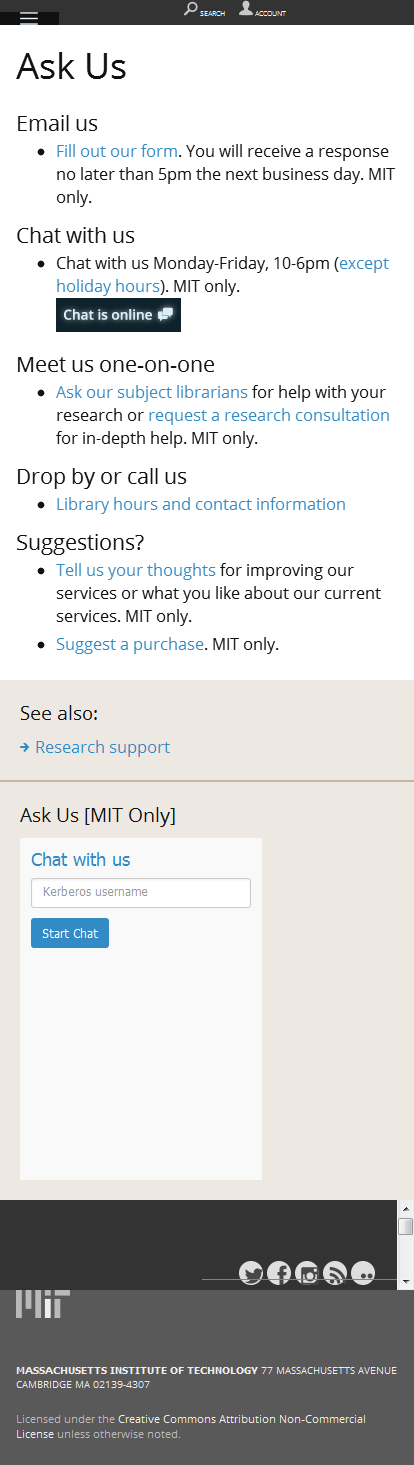 SEARCH ACCOUNT
Ask Us
Email us
Fill out our form. You will receive a response
no later than 5pm the next business day. MIT
only.
Chat with us
Chat with us Monday-Friday, 10-6pm (except
holiday hours). MIT only.
Chat is online
Meet us one-on-one
Ask our subject librarians for help with your
research or request a research consultation
for in-depth help. MIT only.
Drop by or call us
Library hours and contact information
Suggestions?
Tell us your thoughts for improving our
services or what you like about our current
services. MIT only.
Suggest a purchase. MIT only.
See also:
Research support
Ask Us [MIT Only]
Chat with us
Kerberos username
Start Chat
MIT
MASSACHUSETTS INSTITUTE OF TECHNOLOGY 77 MASSACHUSETTS AVENUE
CAMBRIDGE MA 02139-4307
Licensed under the Creative Commons Attribution Non-Commercial
License unless otherwise noted.